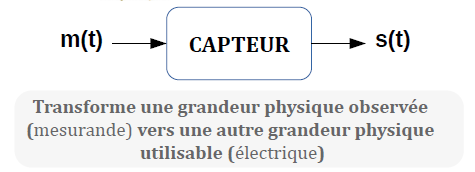 m(t) CAPTEUR s(t)
Transforme une grandeur physique observée
(mesurande) vers une autre grandeur physique
utilisable (électrique)